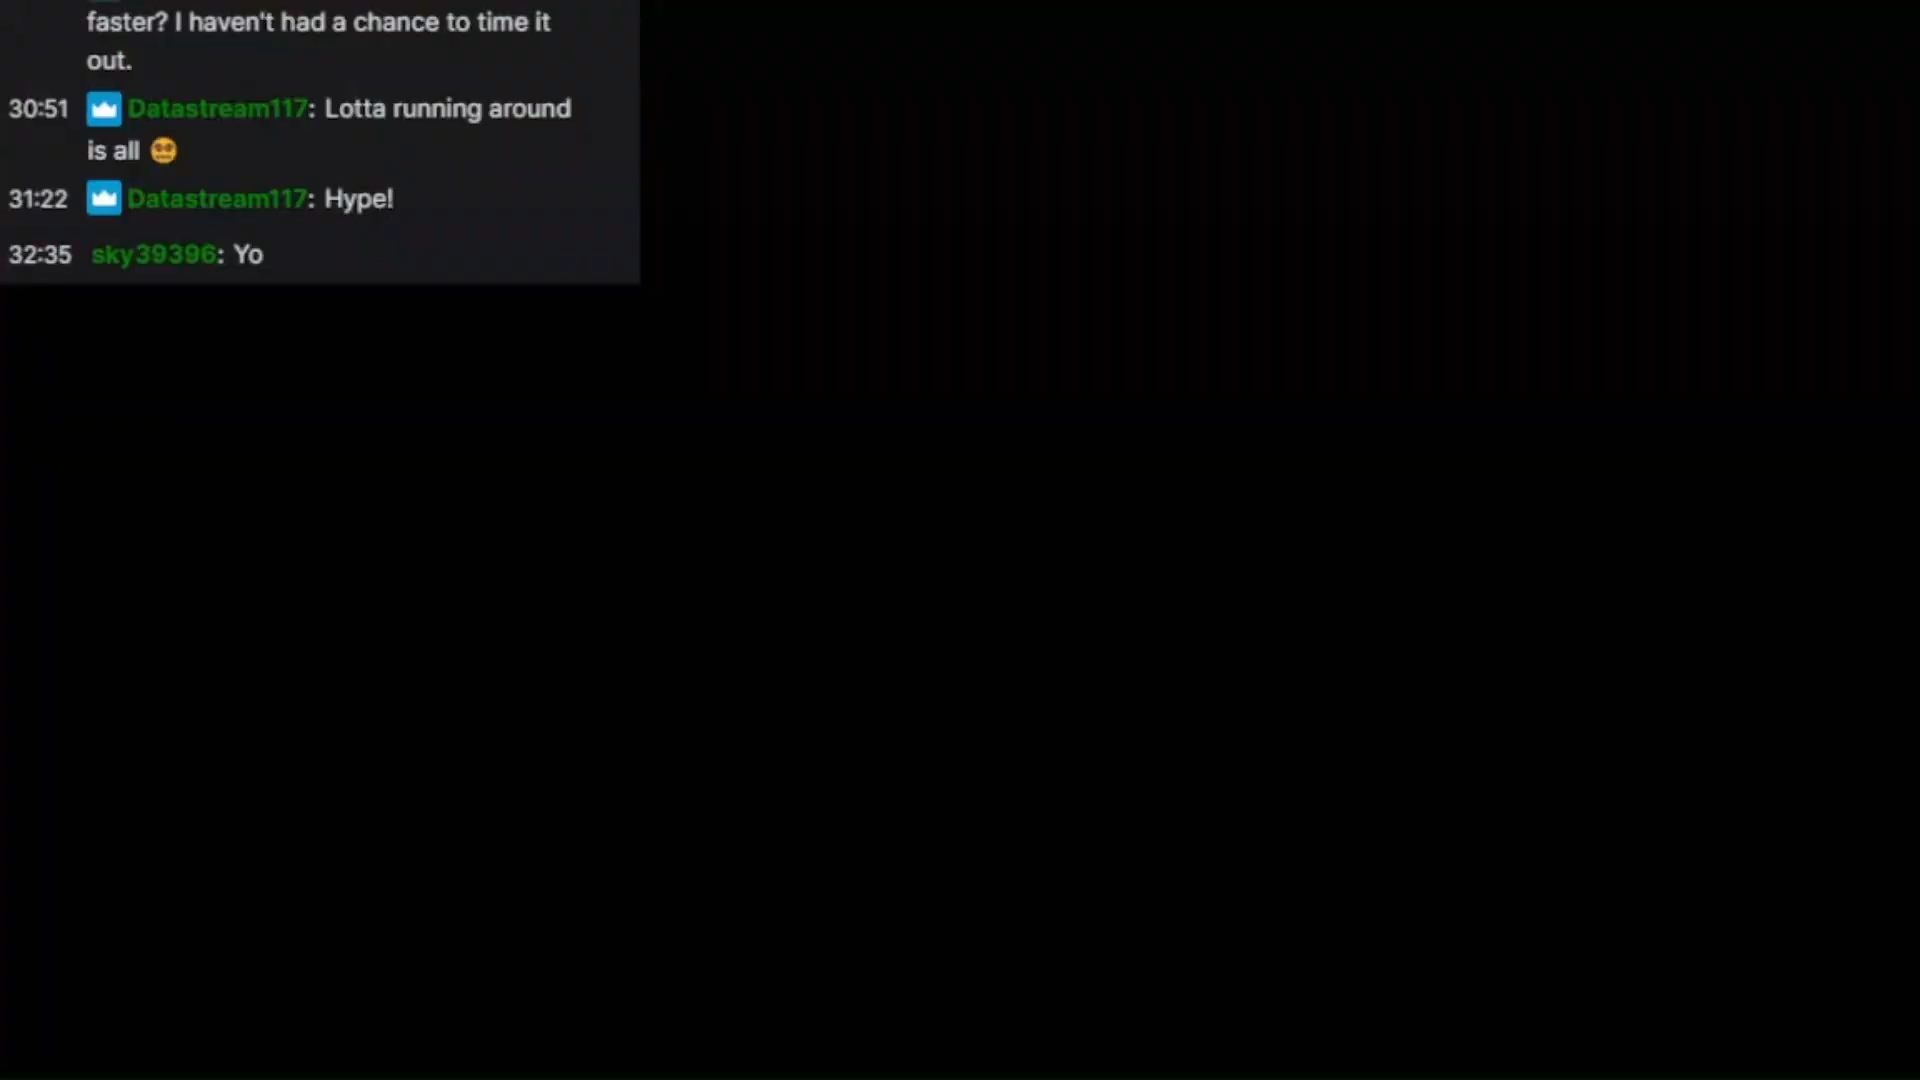 faster? I haven't had a chance to time it
out.
30:51 Datastream117: Lotta running around
is all 😵‍💫
31:22 Datastream117: Hype!
32:35 sky39396: Yo